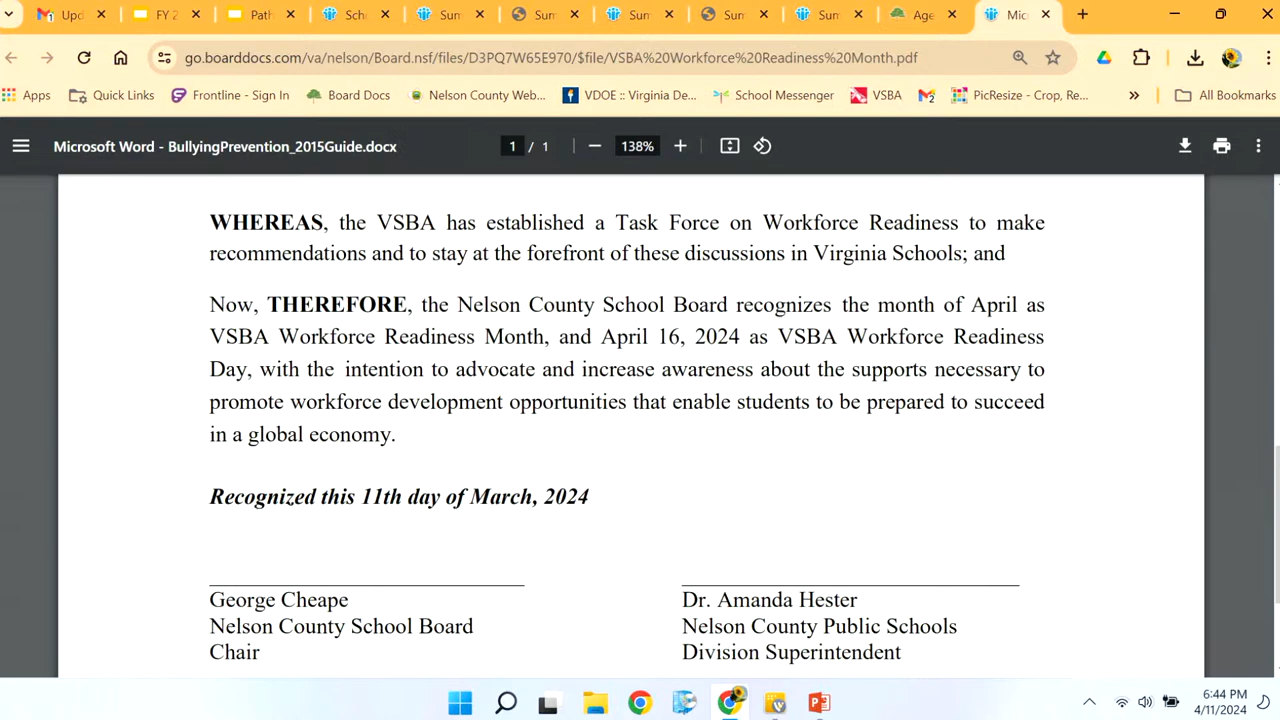 Upd
FY 2
Path
Sch
Sum
Sum
Sum
Sum
Sum
Age
Mic
go.boarddocs.com/va/nelson/Board.nsf/files/D3PQ7W65E970/$file/VSBA%20Workforce%20Readiness%20Month.pdf
Apps
Quick Links
Frontline - Sign In
Board Docs
Nelson County Web...
VDOE :: Virginia De...
School Messenger
VSBA
PicResize - Crop, Re...
»
All Bookmarks
Microsoft Word - BullyingPrevention_2015Guide.docx
1 / 1
138%
WHEREAS, the VSBA has established a Task Force on Workforce Readiness to make
recommendations and to stay at the forefront of these discussions in Virginia Schools; and
Now, THEREFORE, the Nelson County School Board recognizes the month of April as
VSBA Workforce Readiness Month, and April 16, 2024 as VSBA Workforce Readiness
Day, with the intention to advocate and increase awareness about the supports necessary to
promote workforce development opportunities that enable students to be prepared to succeed
in a global economy.
Recognized this 11th day of March, 2024
George Cheape
Nelson County School Board
Chair
Dr. Amanda Hester
Nelson County Public Schools
Division Superintendent
6:44 PM
4/11/2024